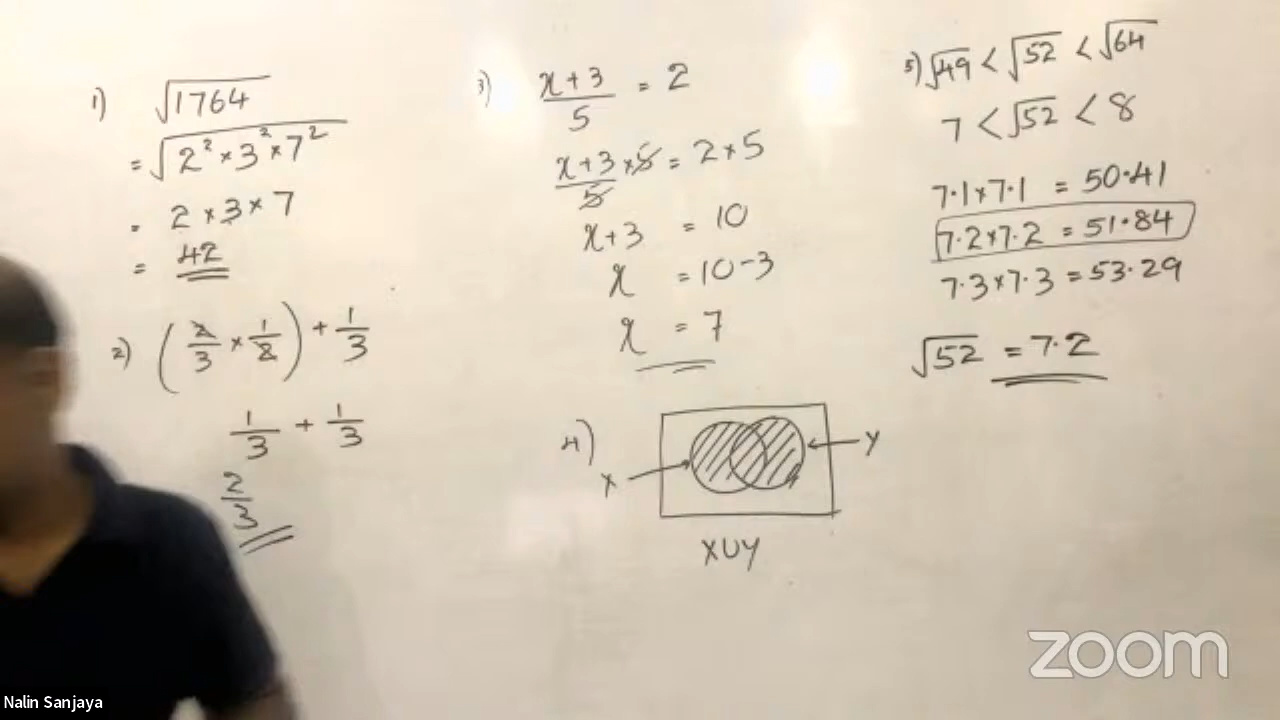 1) √1764
= √2² × 3² × 7²
= 2 × 3 × 7
= 42
2) (2/3 × 1/2) + 1/3
1/3 + 1/3
2/3
3) x+3/5 = 2
x+3/5 × 5 = 2 × 5
x+3 = 10
x = 10-3
x = 7
4)
X
Y
XUY
5) √49 < √52 < √64
7 < √52 < 8
7.1×7.1 = 50.41
7.2×7.2 = 51.84
7.3×7.3 = 53.29
√52 = 7.2
zoom
Nalin Sanjaya